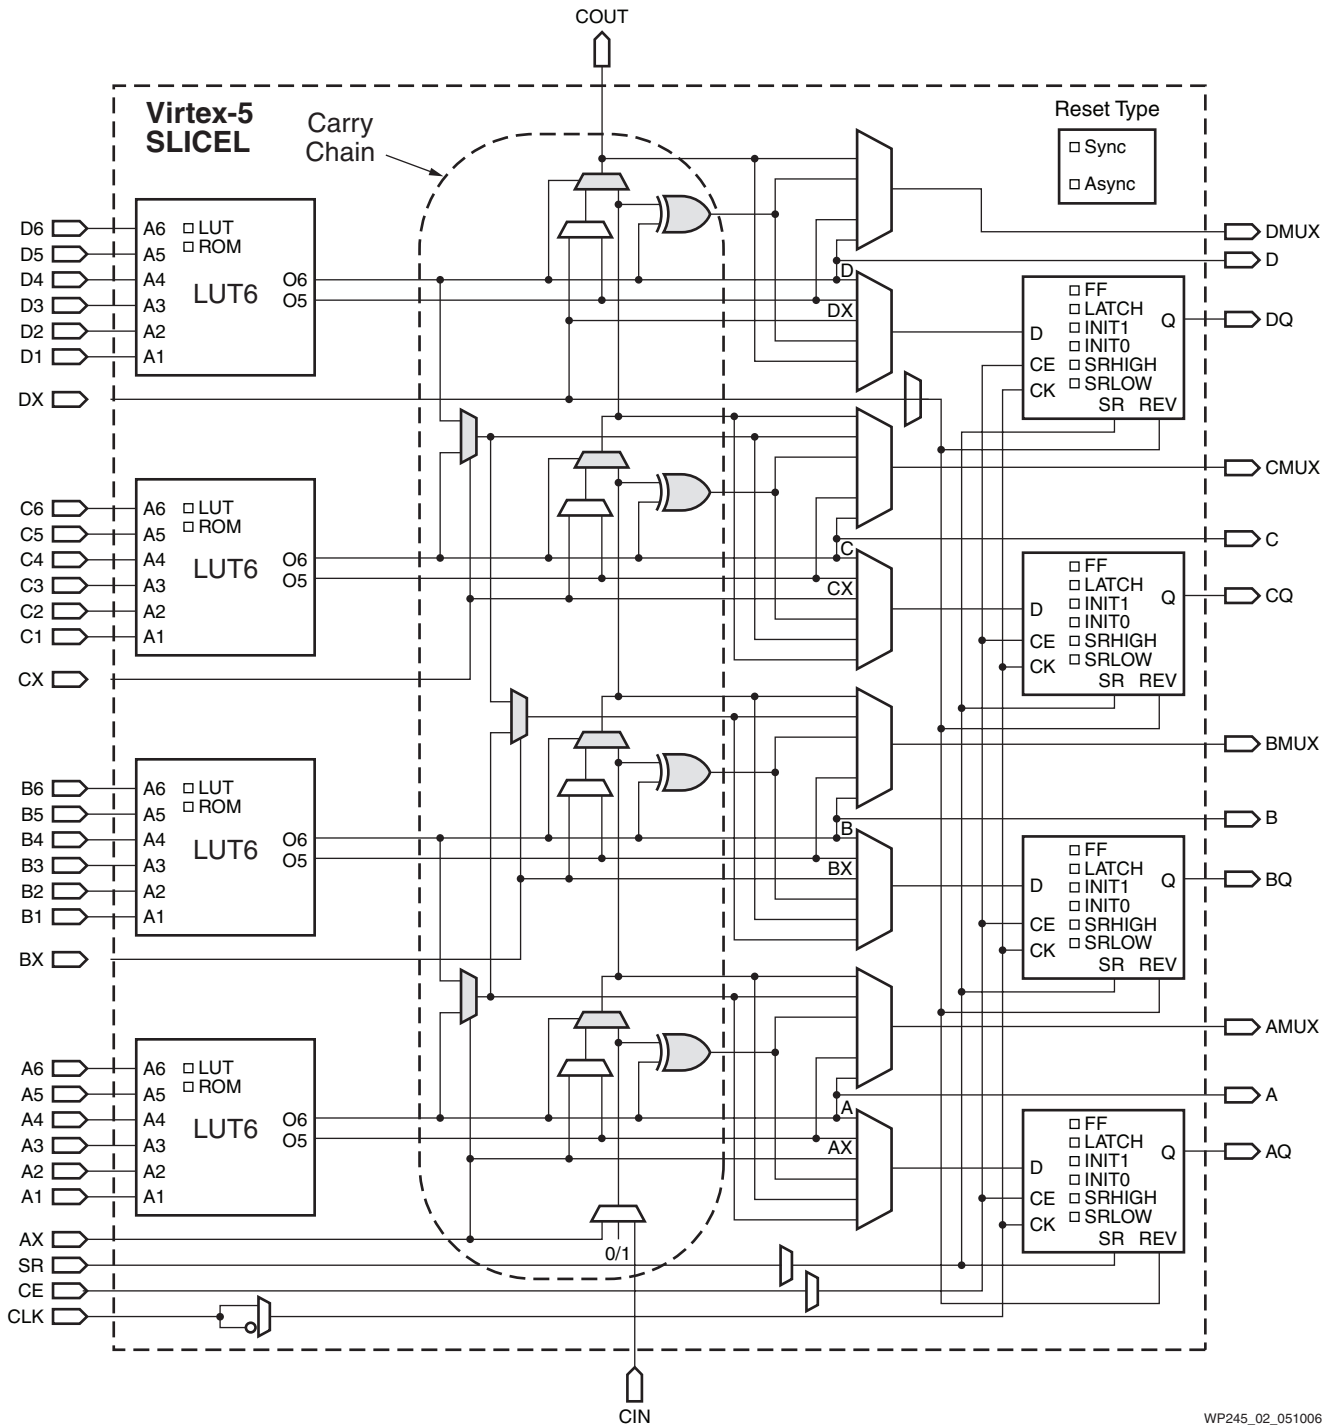 COUT
Virtex-5
SLICEL
Carry
Chain
Reset Type
Sync
Async
D6
D5
D4
D3
D2
D1
DX
A6
A5
A4
A3
A2
A1
LUT
ROM
LUT6
O6
O5
D
DX
FF
LATCH
INIT1
INIT0
SRHIGH
SRLOW
D
CE
CK
Q
SR REV
DMUX
D
DQ
C6
C5
C4
C3
C2
C1
CX
A6
A5
A4
A3
A2
A1
LUT
ROM
LUT6
O6
O5
C
CX
FF
LATCH
INIT1
INIT0
SRHIGH
SRLOW
D
CE
CK
Q
SR REV
CMUX
C
CQ
B6
B5
B4
B3
B2
B1
BX
A6
A5
A4
A3
A2
A1
LUT
ROM
LUT6
O6
O5
B
BX
FF
LATCH
INIT1
INIT0
SRHIGH
SRLOW
D
CE
CK
Q
SR REV
BMUX
B
BQ
A6
A5
A4
A3
A2
A1
AX
SR
CE
CLK
A6
A5
A4
A3
A2
A1
LUT
ROM
LUT6
O6
O5
A
AX
0/1
FF
LATCH
INIT1
INIT0
SRHIGH
SRLOW
D
CE
CK
Q
SR REV
AMUX
A
AQ
CIN
WP245_02_051006